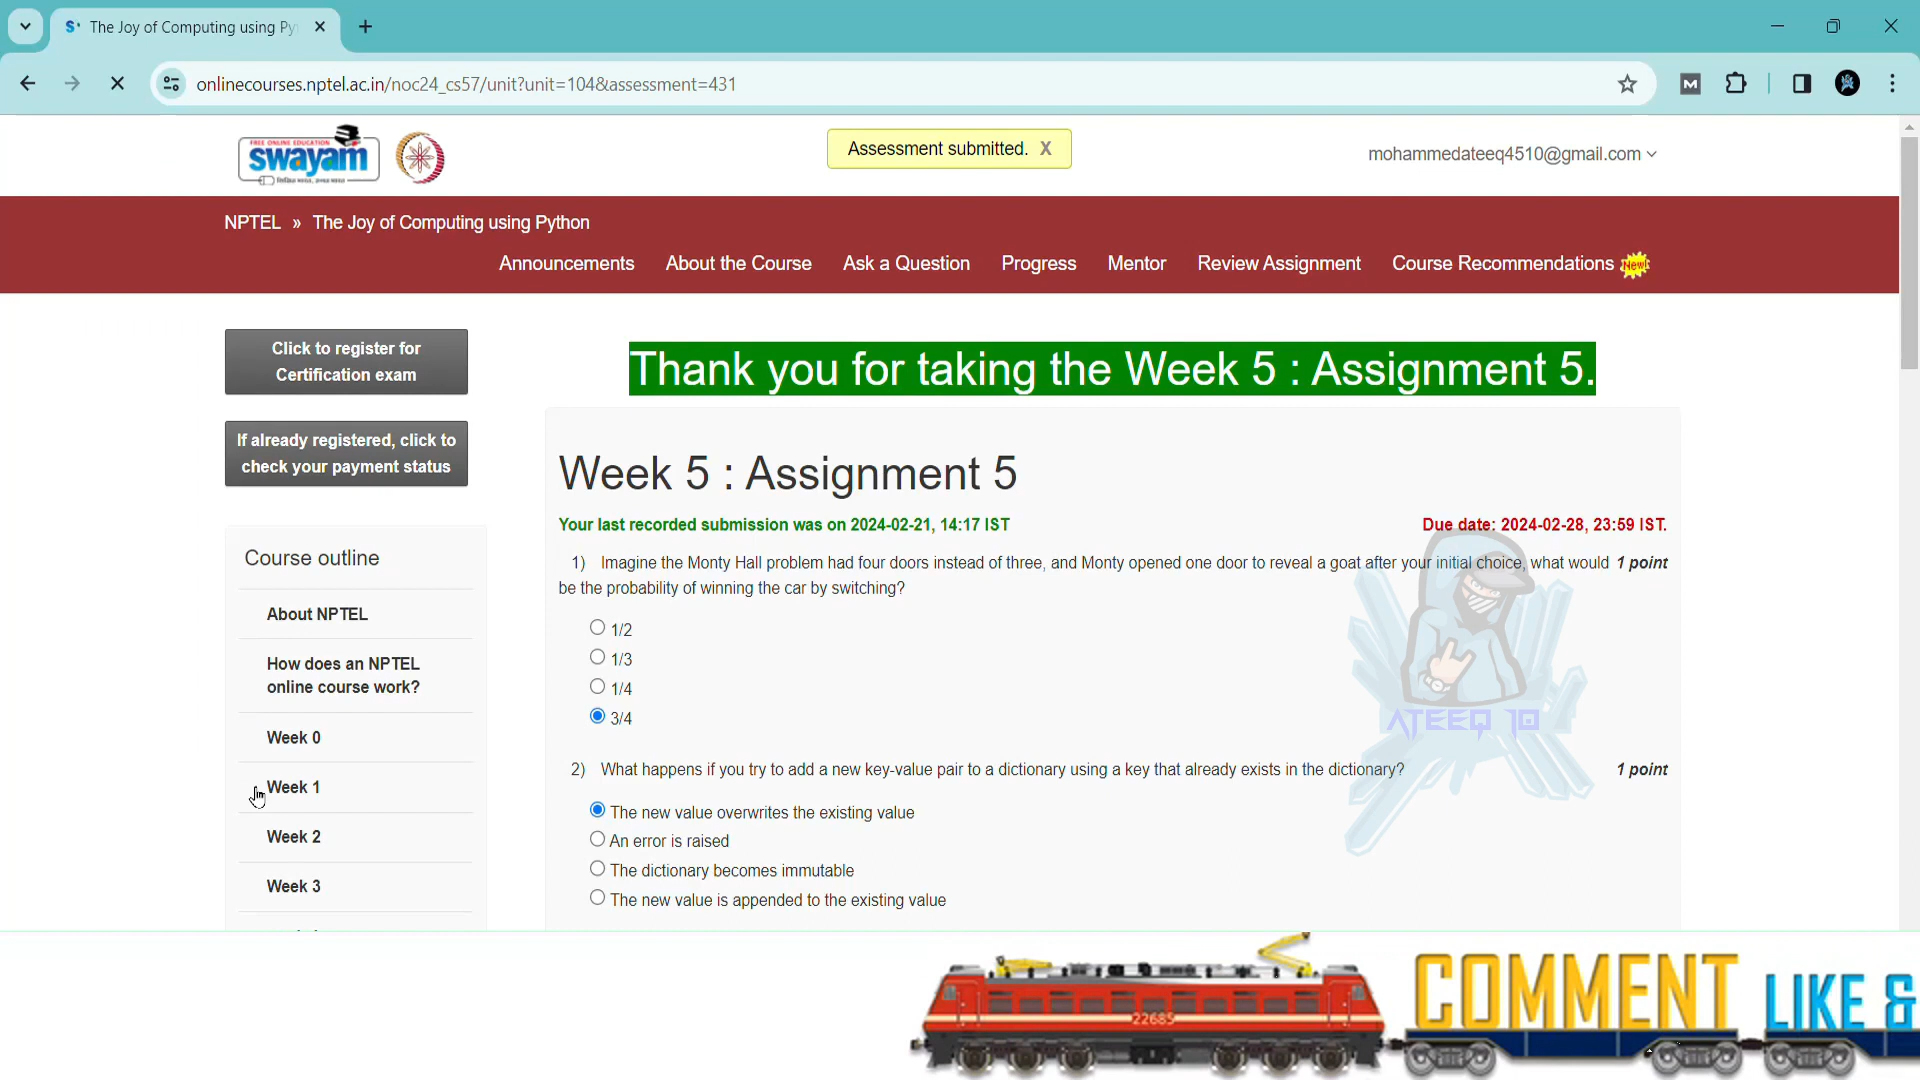 The Joy of Computing using Py
onlinecourses.nptel.ac.in/noc24_cs57/unit?unit=104&assessment=431
FREE ONLINE EDUCATION
swayam
Assessment submitted. X
mohammedateeq4510@gmail.com
NPTEL » The Joy of Computing using Python
Announcements About the Course Ask a Question Progress Mentor Review Assignment Course Recommendations New!
Click to register for
Certification exam
If already registered, click to
check your payment status
Thank you for taking the Week 5 : Assignment 5.
Course outline
About NPTEL
How does an NPTEL
online course work?
Week 0
Week 1
Week 2
Week 3
Week 5 : Assignment 5
Your last recorded submission was on 2024-02-21, 14:17 IST Due date: 2024-02-28, 23:59 IST.
1) Imagine the Monty Hall problem had four doors instead of three, and Monty opened one door to reveal a goat after your initial choice, what would 1 point
be the probability of winning the car by switching?
1/2
1/3
1/4
3/4
2) What happens if you try to add a new key-value pair to a dictionary using a key that already exists in the dictionary? 1 point
The new value overwrites the existing value
An error is raised
The dictionary becomes immutable
The new value is appended to the existing value
ATEEQ 10
22685
COMMENT
LIKE &